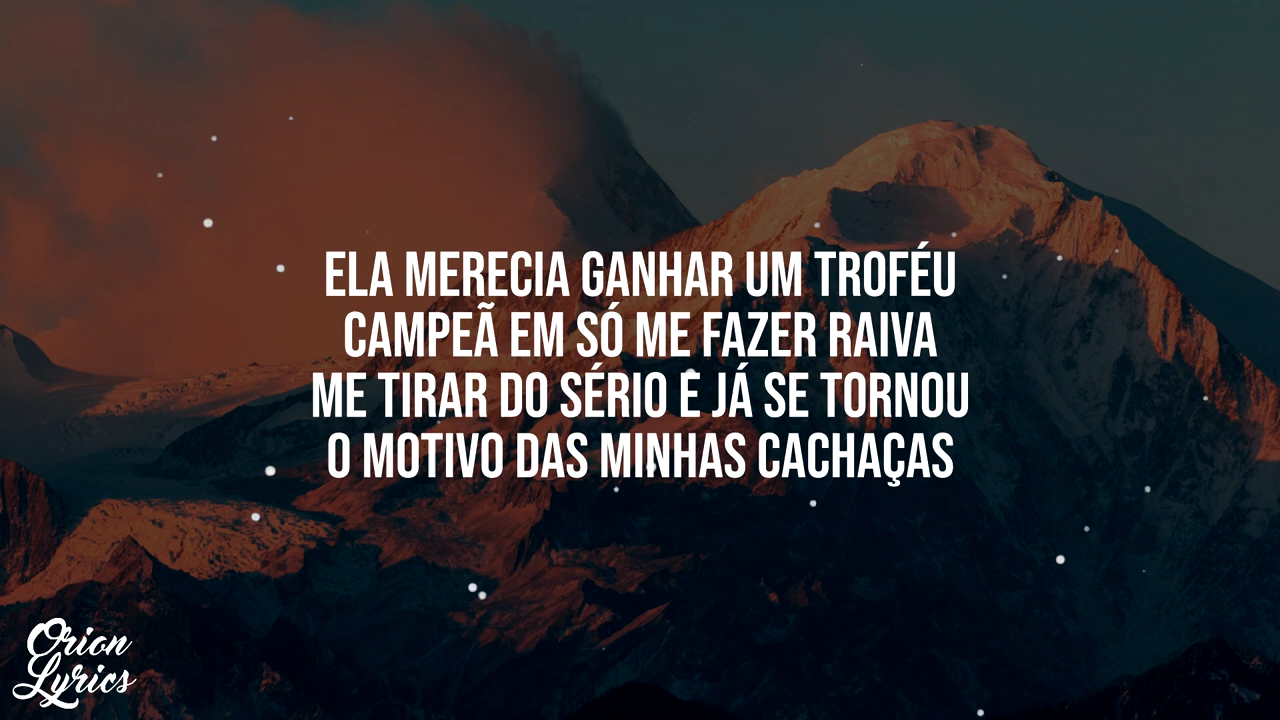 ELA MERECIA GANHAR UM TROFÉU
CAMPEÃ EM SÓ ME FAZER RAIVA
ME TIRAR DO SÉRIO E JÁ SE TORNOU
O MOTIVO DAS MINHAS CACHAÇAS
Orion
Lyrics